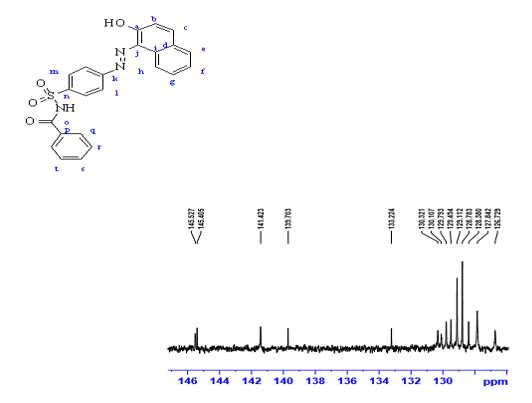 HO
a
b
c
d
e
f
g
h
i
j
N
N
k
l
m
n
O
S
O
NH
O
o
p
q
r
s
t
145.527
145.405
141.423
139.703
133.224
130.321
130.107
129.753
129.494
129.112
128.763
128.380
127.842
126.729
146 144 142 140 138 136 134 132 130 128 ppm